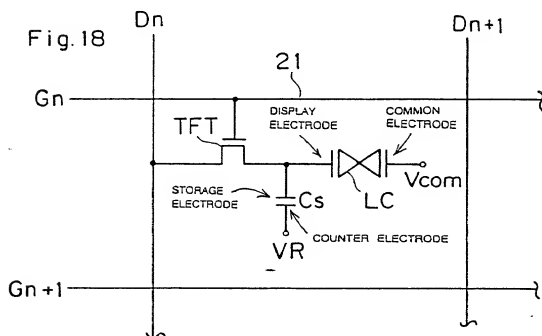 Dn
Dn+1
Fig.18
21
Gn
DISPLAY
ELECTRODE
COMMON
ELECTRODE
TFT
Vcom
STORAGE
ELECTRODE
Cs
LC
COUNTER ELECTRODE
VR
Gn+1